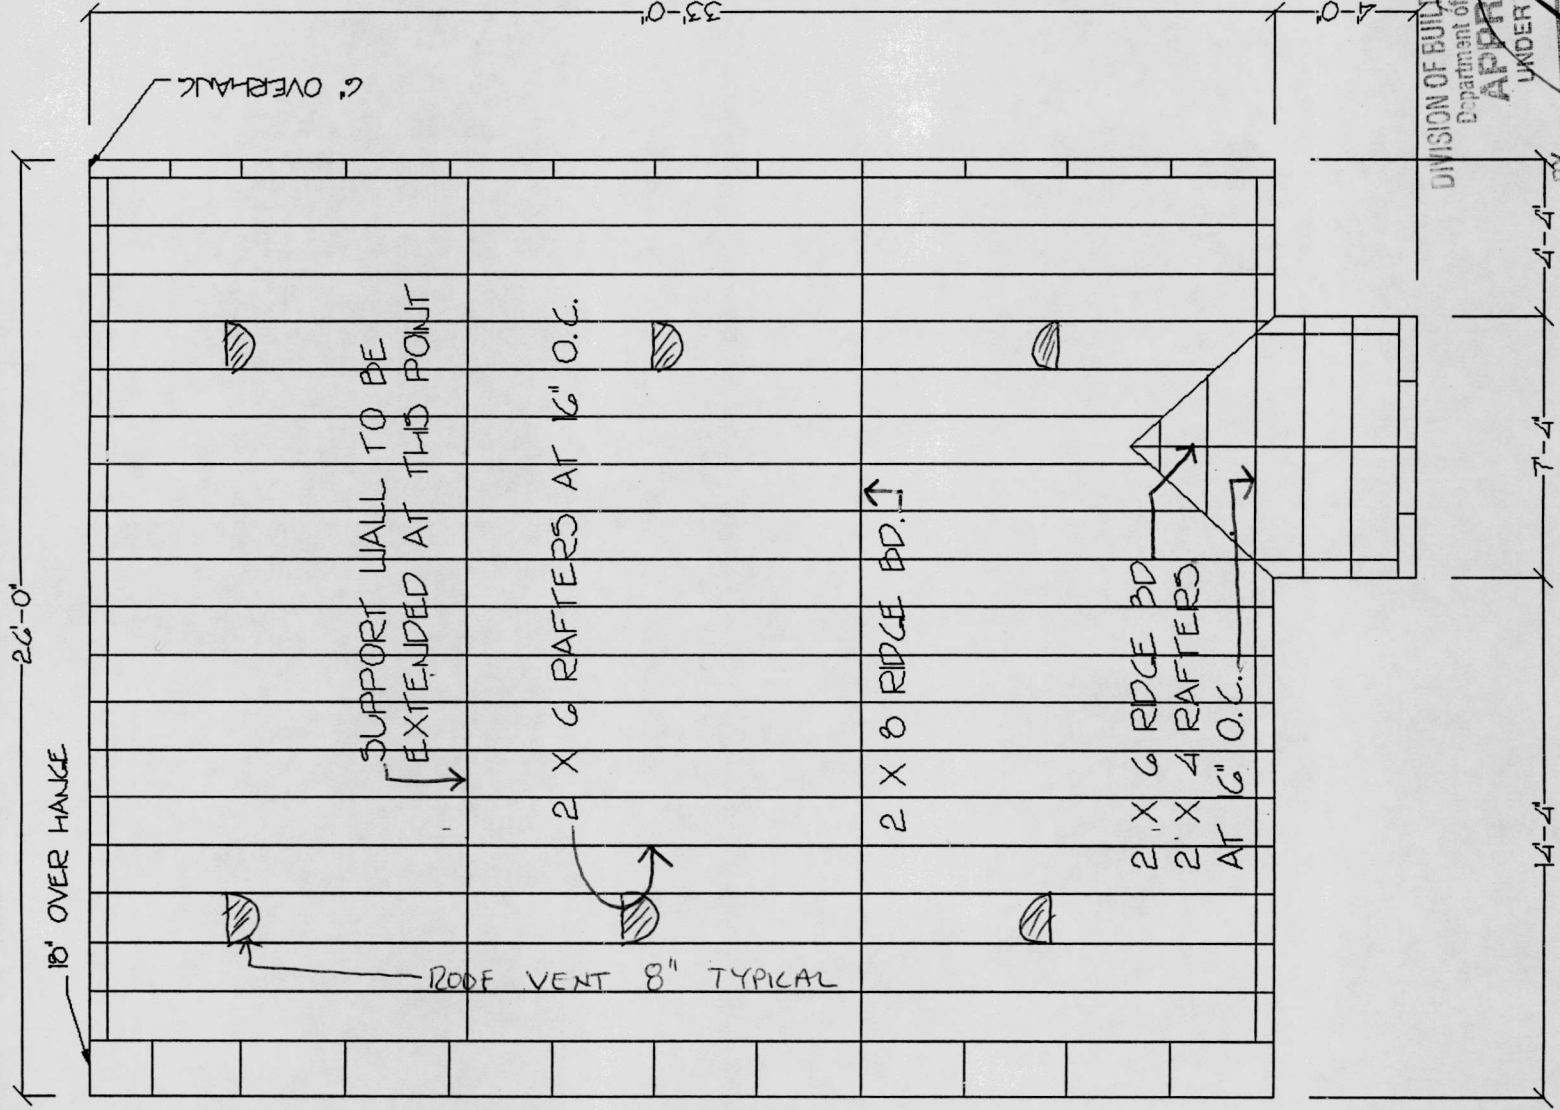 33'-0"
4'-0"
6" OVERHANG
26'-0"
18" OVER HANGE
SUPPORT WALL TO BE
EXTENDED AT THIS POINT
2 X 6 RAFTERS AT 16" O.C.
2 X 8 RIDGE BD.
2 X 6 RIDGE BD
2 X 4 RAFTERS
AT 16" O.C.
ROOF VENT 8" TYPICAL
DIVISION OF BUIL
Department of
APPR
UNDER
4'-4"
7'-4"
14'-4"